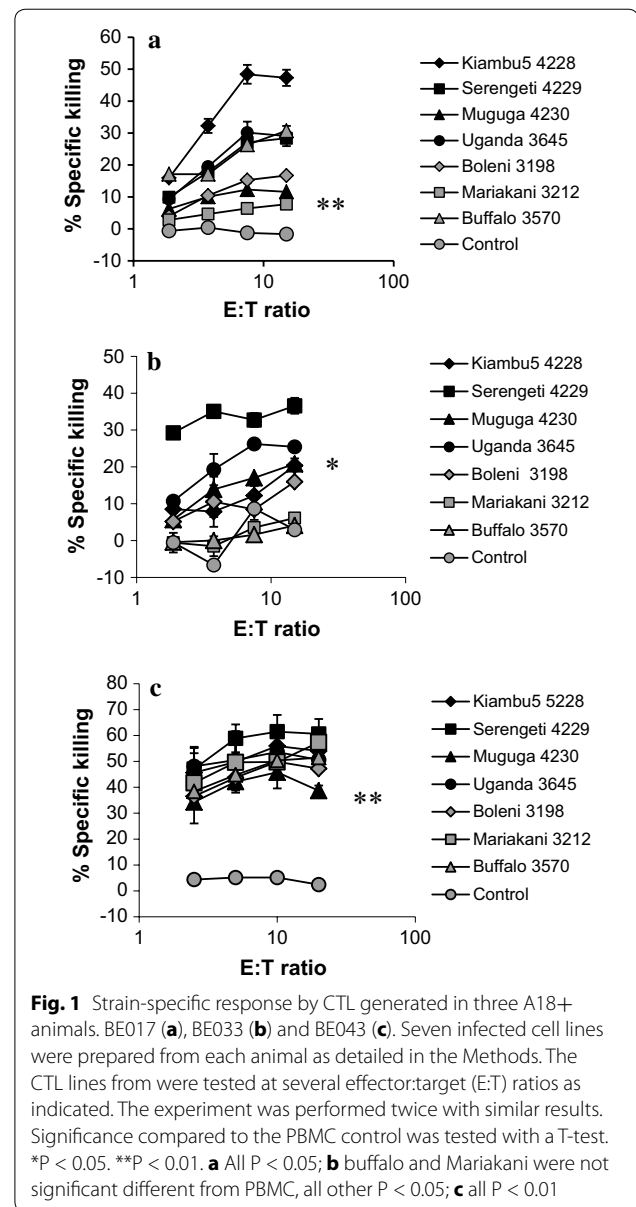 a
% Specific killing
60
50
40
30
20
10
0
-10
1
10
100
E:T ratio
**
Kiambu5 4228
Serengeti 4229
Muguga 4230
Uganda 3645
Boleni 3198
Mariakani 3212
Buffalo 3570
Control
b
% Specific killing
50
40
30
20
10
0
-10
1
10
100
E:T ratio
*
Kiambu5 4228
Serengeti 4229
Muguga 4230
Uganda 3645
Boleni 3198
Mariakani 3212
Buffalo 3570
Control
c
% Specific killing
80
70
60
50
40
30
20
10
0
-10
1
10
100
E:T ratio
**
Kiambu5 5228
Serengeti 4229
Muguga 4230
Uganda 3645
Boleni 3198
Mariakani 3212
Buffalo 3570
Control
Fig. 1 Strain-specific response by CTL generated in three A18+
animals. BE017 (a), BE033 (b) and BE043 (c). Seven infected cell lines
were prepared from each animal as detailed in the Methods. The
CTL lines from were tested at several effector:target (E:T) ratios as
indicated. The experiment was performed twice with similar results.
Significance compared to the PBMC control was tested with a T-test.
*P < 0.05. **P < 0.01. a All P < 0.05; b buffalo and Mariakani were not
significant different from PBMC, all other P < 0.05; c all P < 0.01